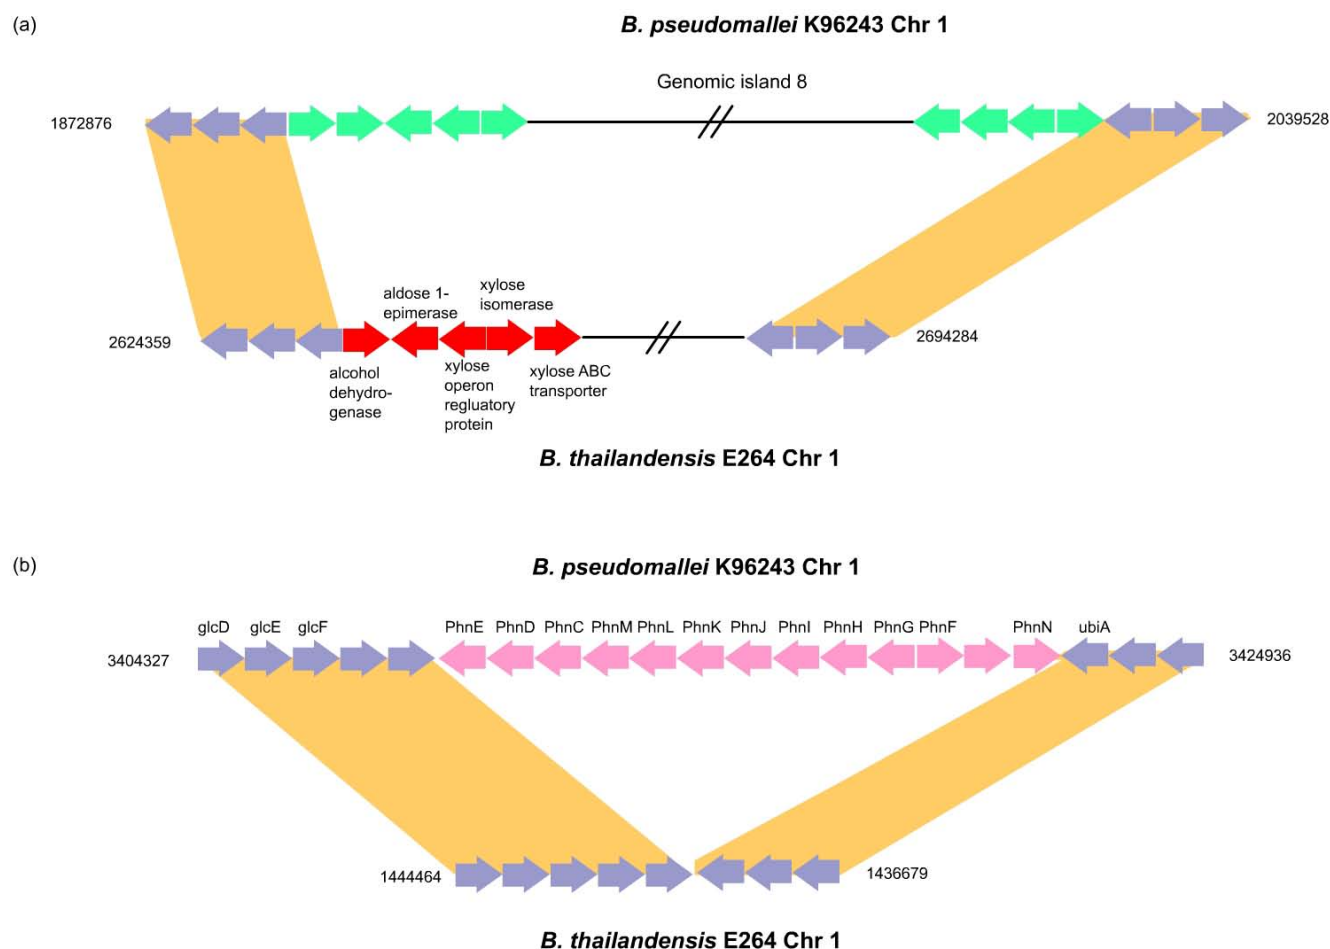 (a)
B. pseudomallei K96243 Chr 1
Genomic island 8
1872876
2039528
aldose 1-
epimerase
xylose
isomerase
2624359
2694284
alcohol
dehydro-
genase
xylose
operon
regluatory
protein
xylose ABC
transporter
B. thailandensis E264 Chr 1
(b)
B. pseudomallei K96243 Chr 1
glcD glcE glcF PhnE PhnD PhnC PhnM PhnL PhnK PhnJ PhnI PhnH PhnG PhnF PhnN ubiA
3404327
3424936
1444464
1436679
B. thailandensis E264 Chr 1